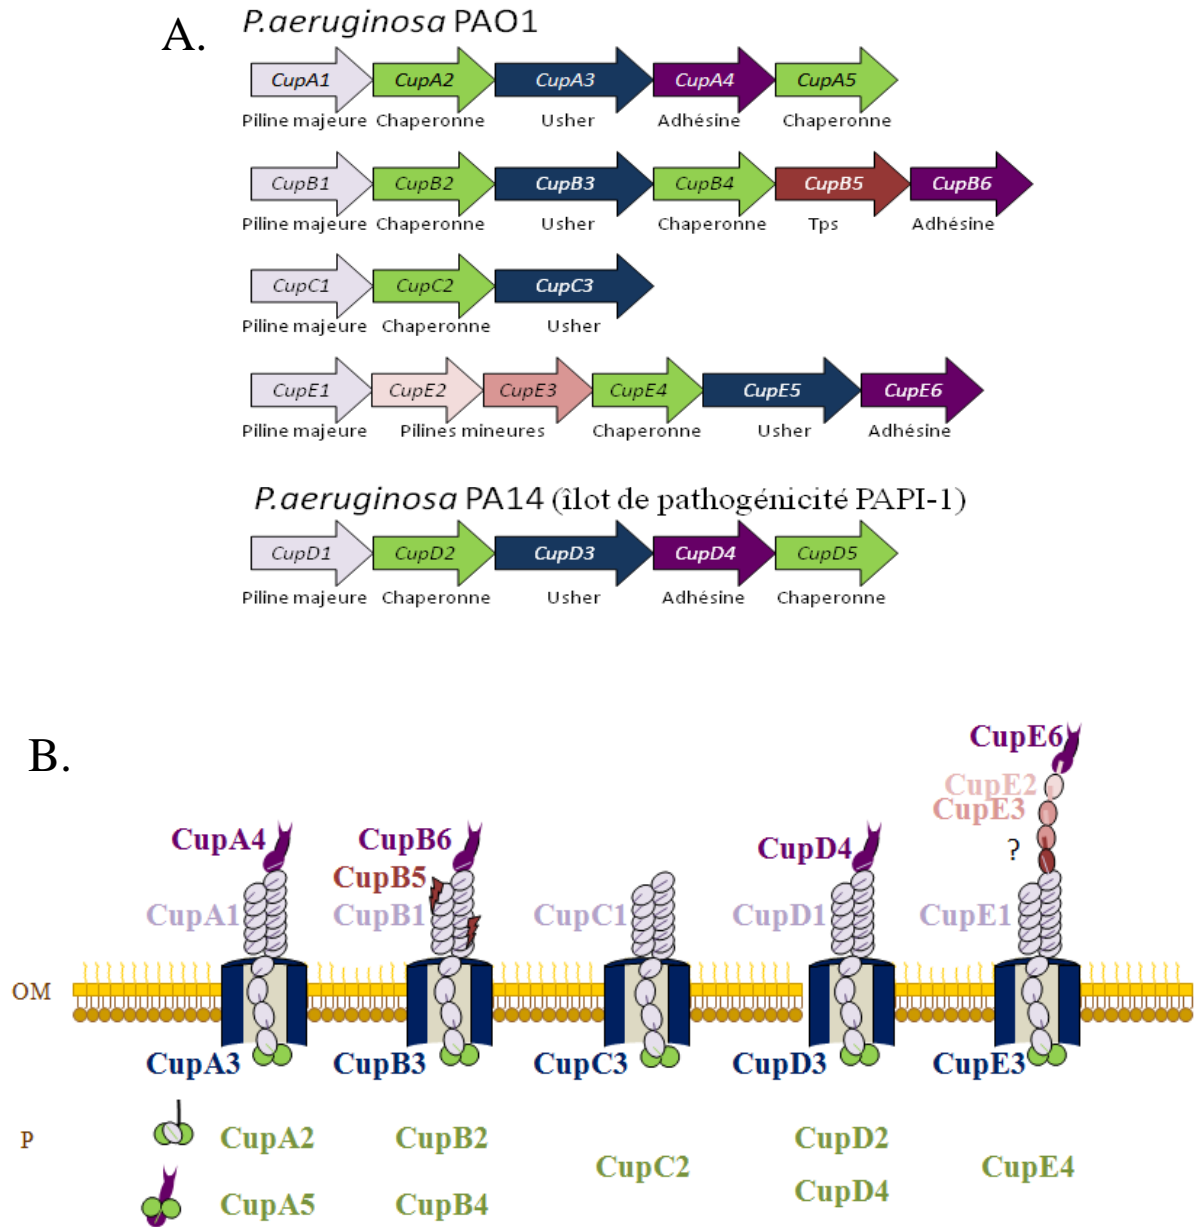 A.
P.aeruginosa PAO1
CupA1 CupA2 CupA3 CupA4 CupA5
Piline majeure Chaperonne Usher Adhésine Chaperonne
CupB1 CupB2 CupB3 CupB4 CupB5 CupB6
Piline majeure Chaperonne Usher Chaperonne Tps Adhésine
CupC1 CupC2 CupC3
Piline majeure Chaperonne Usher
CupE1 CupE2 CupE3 CupE4 CupE5 CupE6
Piline majeure Pilines mineures Chaperonne Usher Adhésine
P.aeruginosa PA14 (îlot de pathogénicité PAPI-1)
CupD1 CupD2 CupD3 CupD4 CupD5
Piline majeure Chaperonne Usher Adhésine Chaperonne
B.
CupE6
CupE2
CupE3
CupA4 CupB6 CupD4 ?
CupB5
CupA1 CupB1 CupC1 CupD1 CupE1
OM
CupA3 CupB3 CupC3 CupD3 CupE3
P CupA2 CupB2 CupD2
CupC2 CupE4
CupA5 CupB4 CupD4